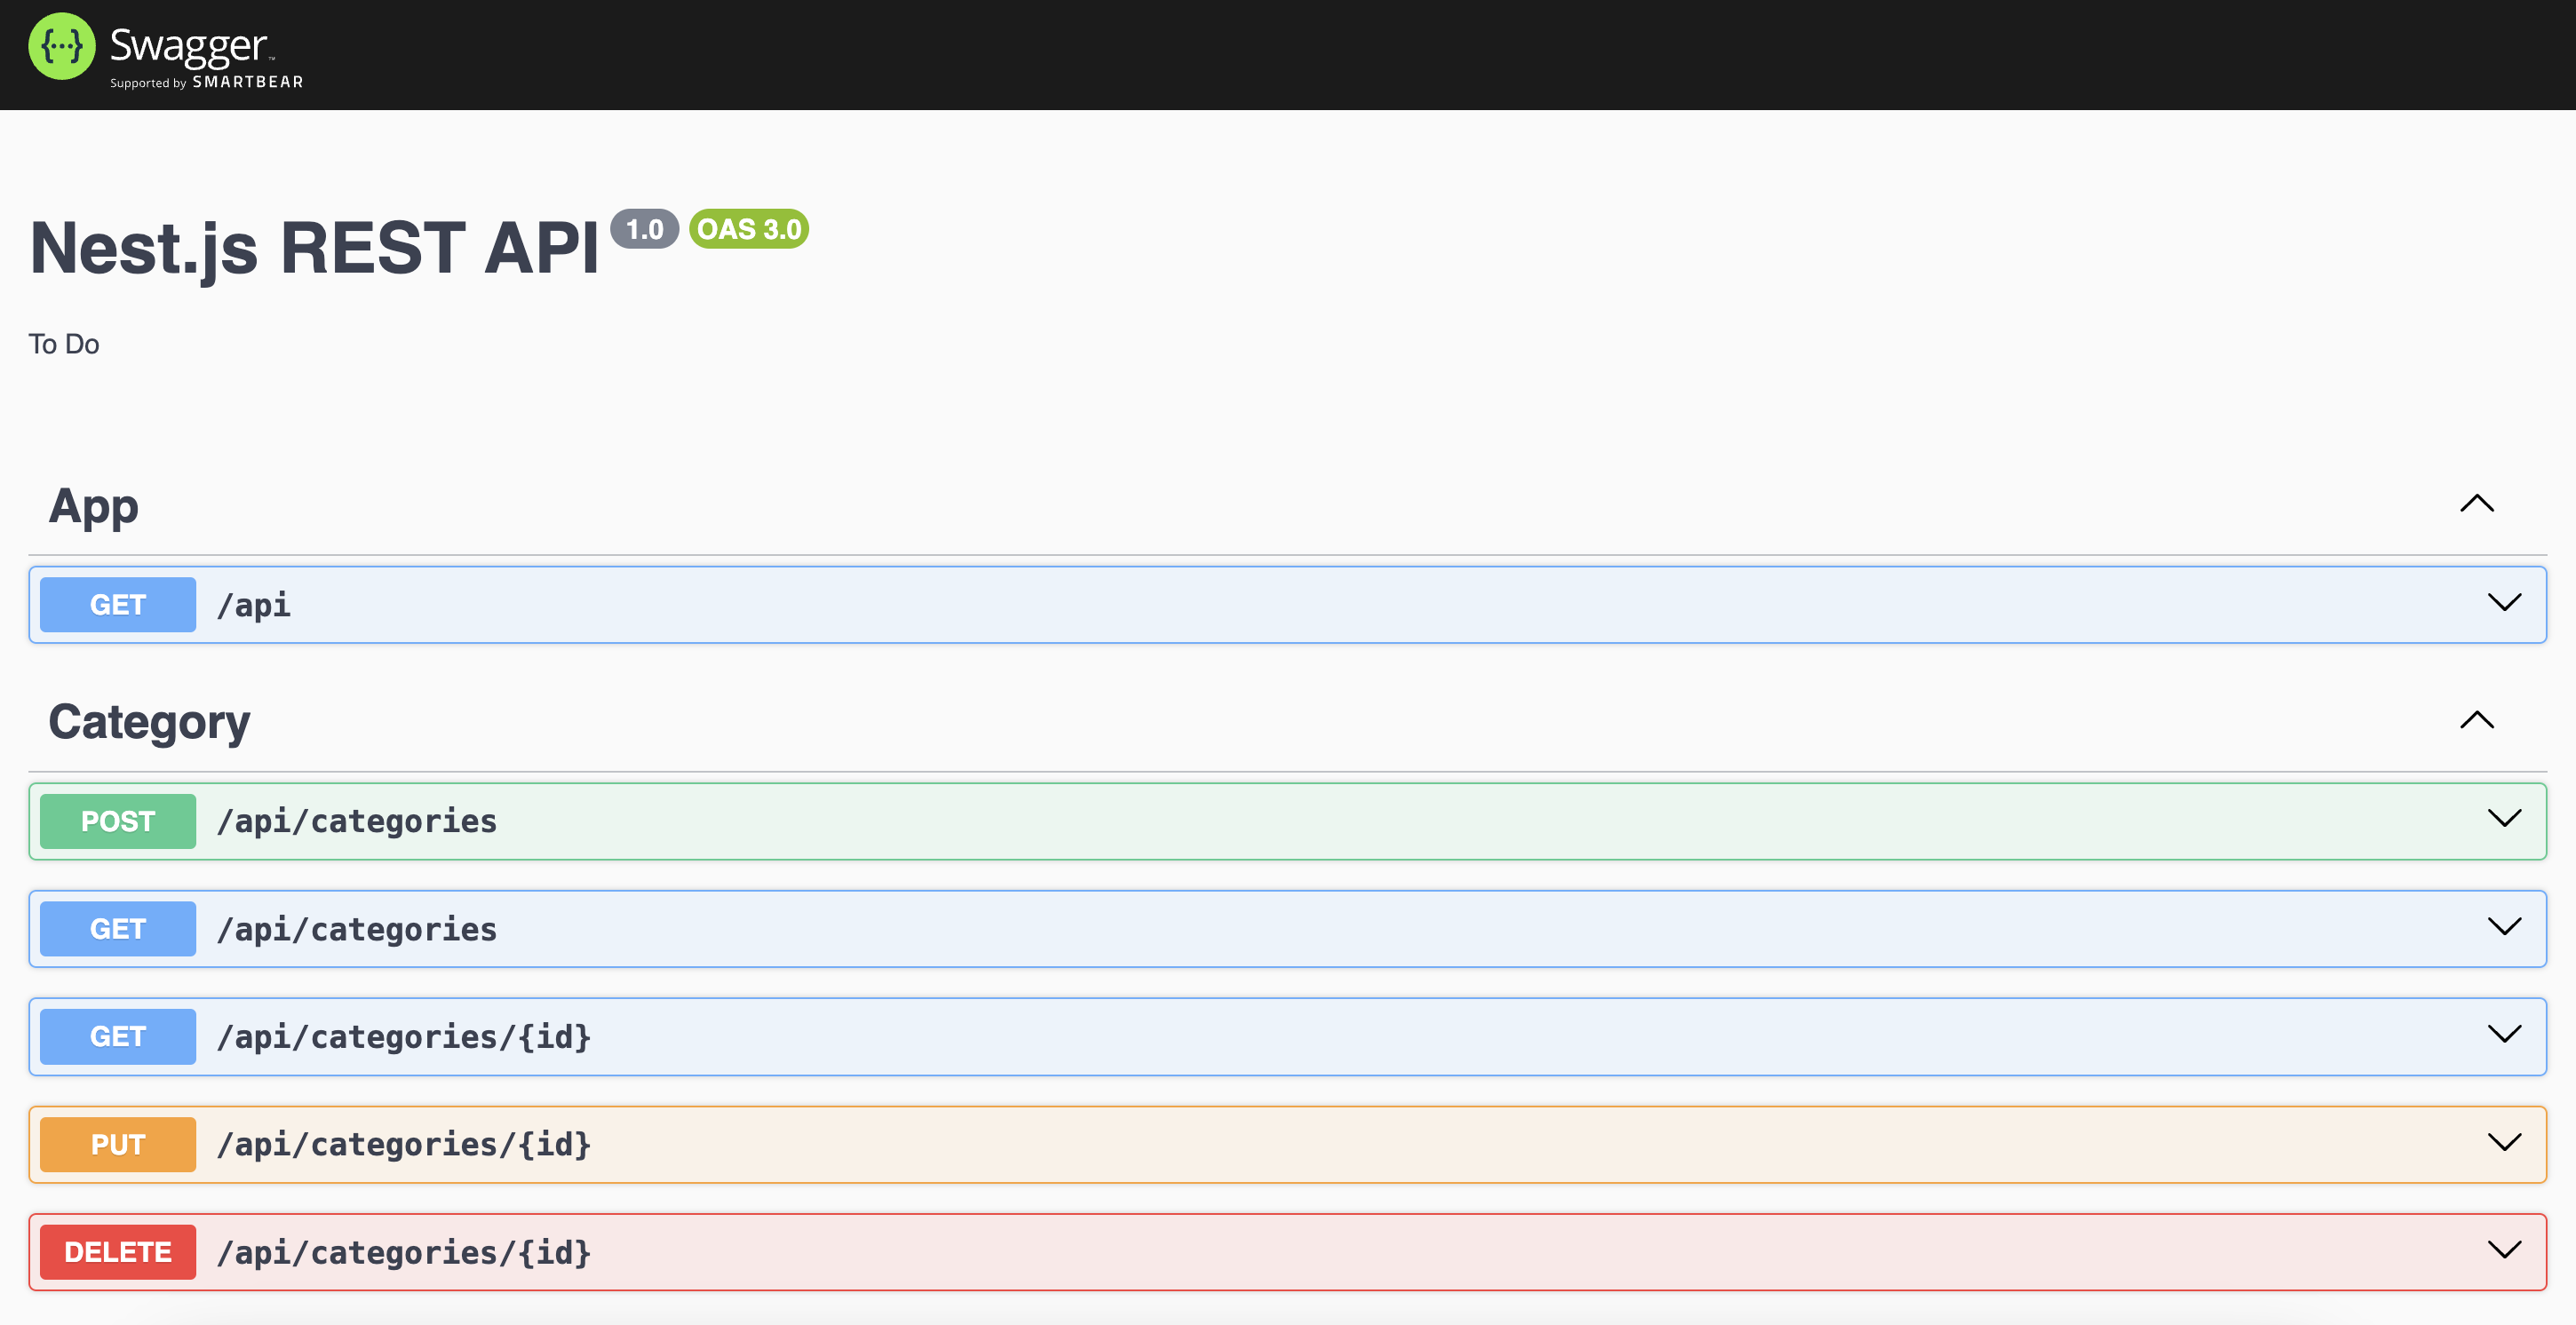 {···} Swagger™
Supported by SMARTBEAR
Nest.js REST API 1.0 OAS 3.0
To Do
App
GET /api
Category
POST /api/categories
GET /api/categories
GET /api/categories/{id}
PUT /api/categories/{id}
DELETE /api/categories/{id}